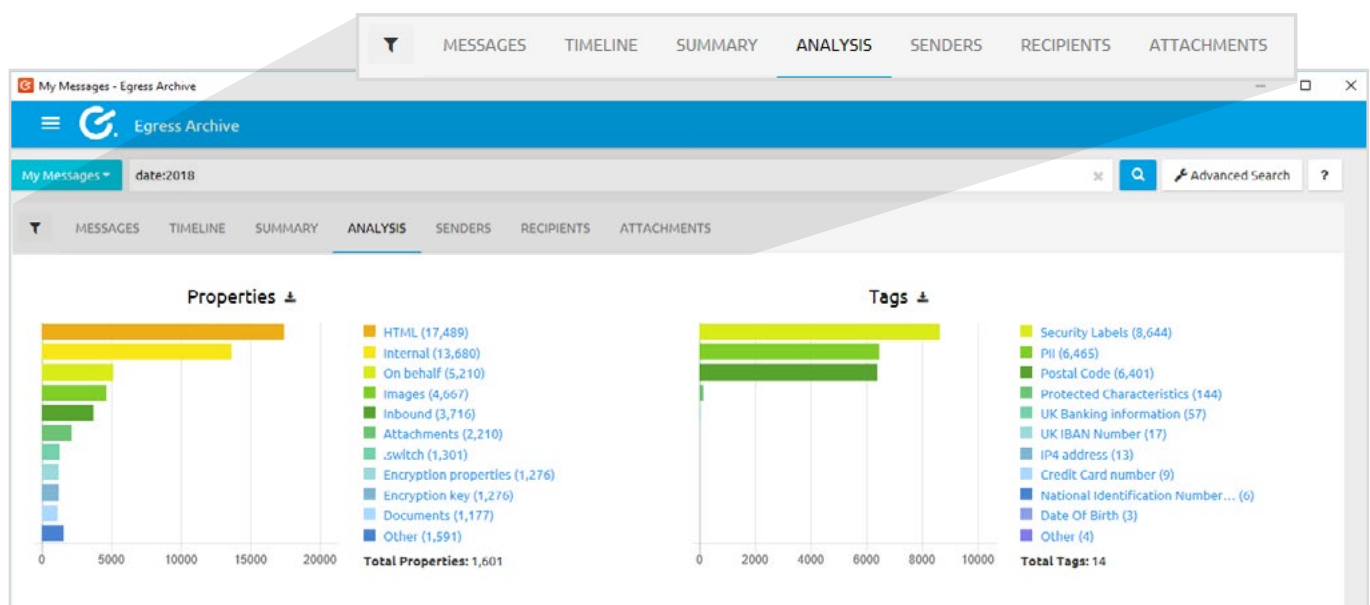 MESSAGES TIMELINE SUMMARY ANALYSIS SENDERS RECIPIENTS ATTACHMENTS
My Messages - Egress Archive
Egress Archive
My Messages date:2018 Advanced Search ?
MESSAGES TIMELINE SUMMARY ANALYSIS SENDERS RECIPIENTS ATTACHMENTS
Properties
HTML (17,489)
Internal (13,680)
On behalf (5,210)
Images (4,667)
Inbound (3,716)
Attachments (2,210)
.switch (1,301)
Encryption properties (1,276)
Encryption key (1,276)
Documents (1,177)
Other (1,591)
0 5000 10000 15000 20000
Total Properties: 1,601
Tags
Security Labels (8,644)
PII (6,465)
Postal Code (6,401)
Protected Characteristics (144)
UK Banking information (57)
UK IBAN Number (17)
IP4 address (13)
Credit Card number (9)
National Identification Number... (6)
Date Of Birth (3)
Other (4)
0 2000 4000 6000 8000 10000
Total Tags: 14